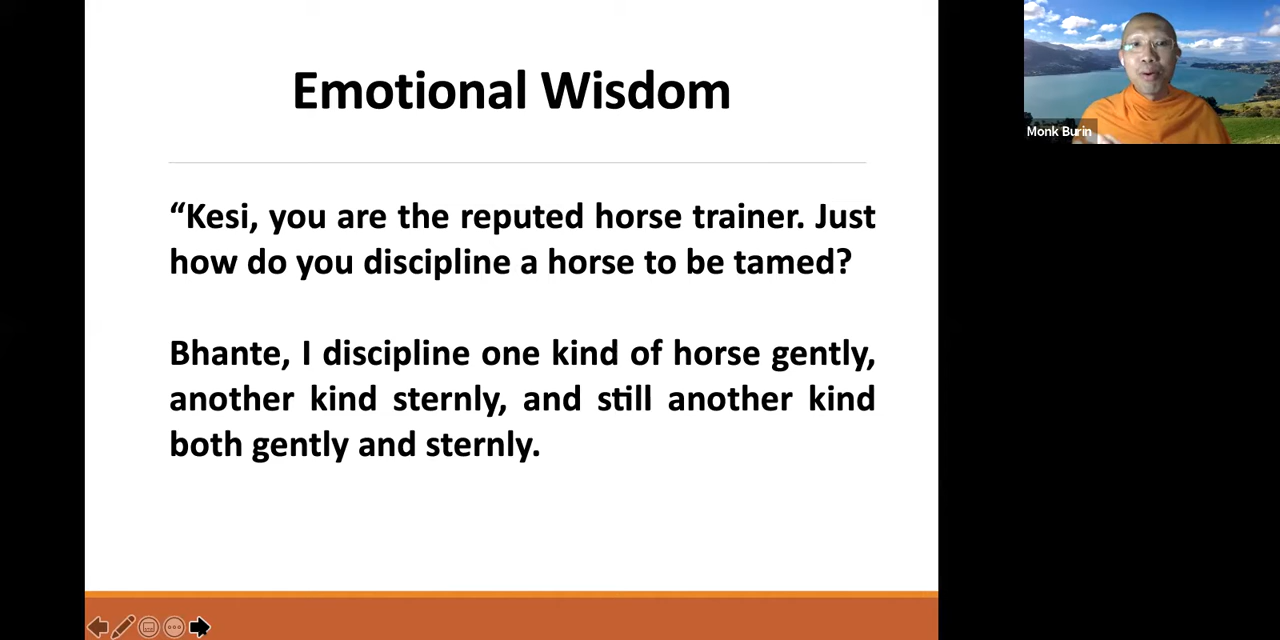 Emotional Wisdom
“Kesi, you are the reputed horse trainer. Just
how do you discipline a horse to be tamed?
Bhante, I discipline one kind of horse gently,
another kind sternly, and still another kind
both gently and sternly.
Monk Burin